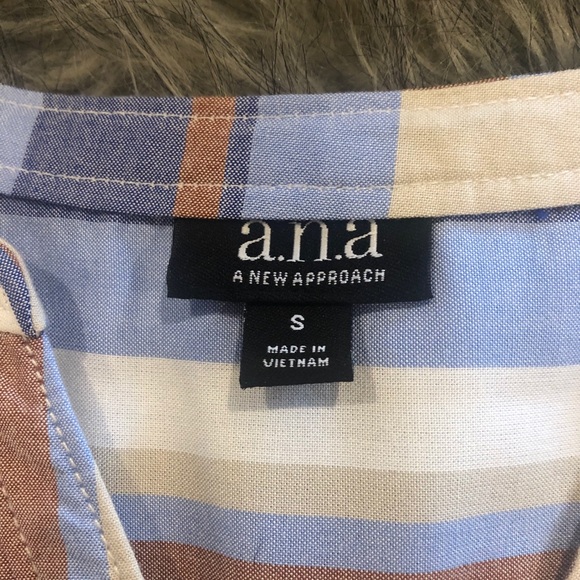 a.n.a
A NEW APPROACH
S
MADE IN
VIETNAM